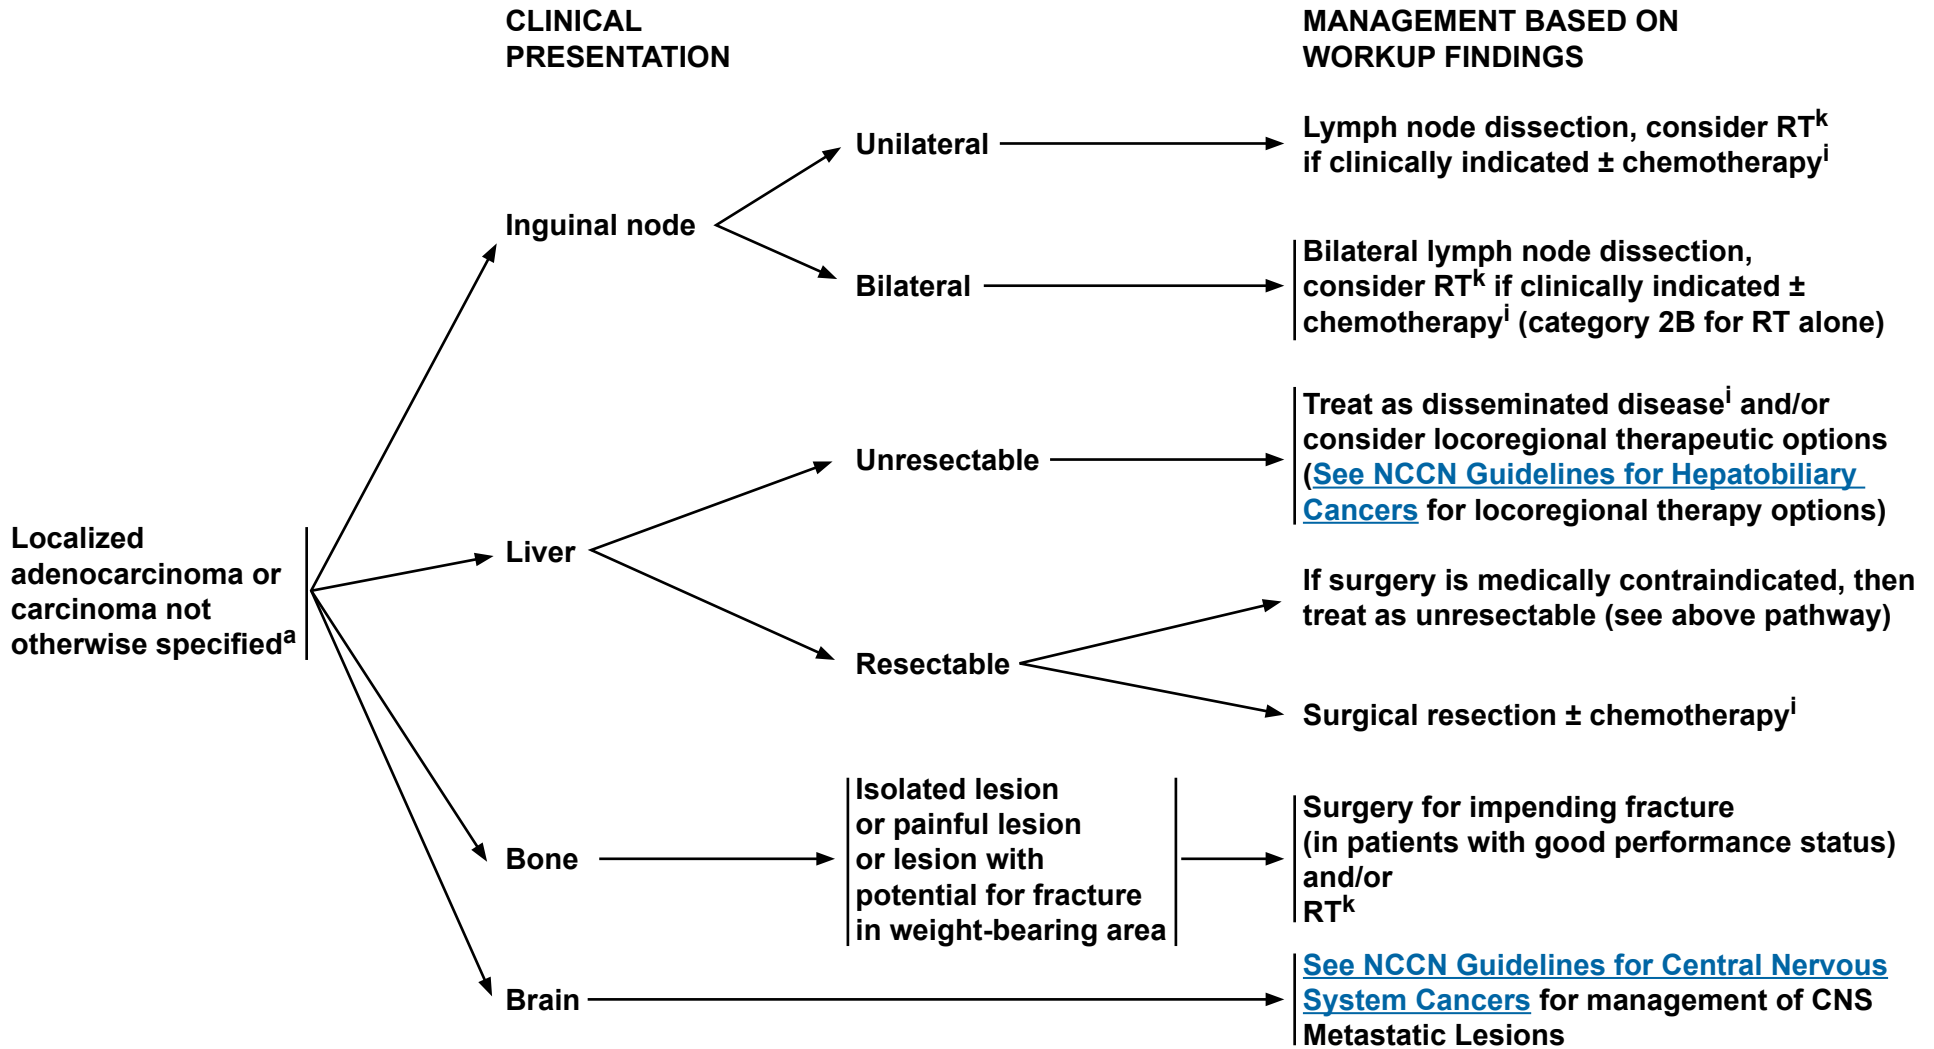 CLINICAL
PRESENTATION
MANAGEMENT BASED ON
WORKUP FINDINGS
Localized
adenocarcinoma or
carcinoma not
otherwise specifiedᵃ
Inguinal node
Unilateral
Lymph node dissection, consider RTᵏ
if clinically indicated ± chemotherapyⁱ
Bilateral
Bilateral lymph node dissection,
consider RTᵏ if clinically indicated ±
chemotherapyⁱ (category 2B for RT alone)
Liver
Unresectable
Treat as disseminated diseaseⁱ and/or
consider locoregional therapeutic options
(See NCCN Guidelines for Hepatobiliary
Cancers for locoregional therapy options)
Resectable
If surgery is medically contraindicated, then
treat as unresectable (see above pathway)
Surgical resection ± chemotherapyⁱ
Bone
Isolated lesion
or painful lesion
or lesion with
potential for fracture
in weight-bearing area
Surgery for impending fracture
(in patients with good performance status)
and/or
RTᵏ
Brain
See NCCN Guidelines for Central Nervous
System Cancers for management of CNS
Metastatic Lesions